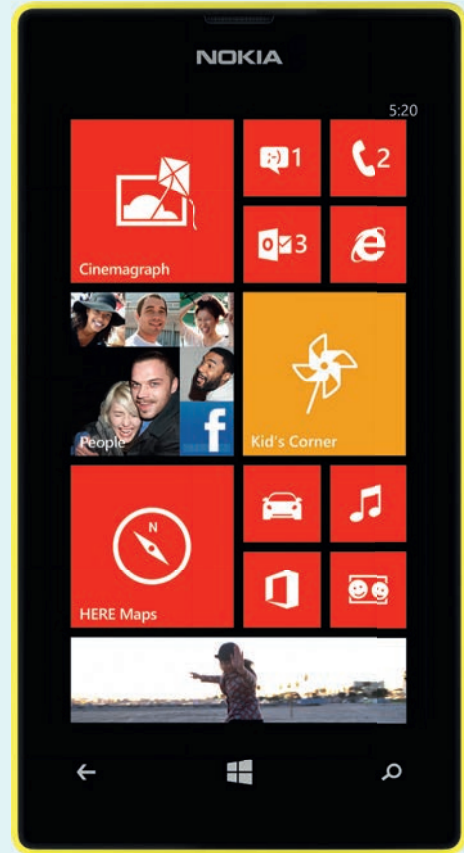 NOKIA
5:20
1
2
Cinemagraph
3
People
Kid's Corner
N
HERE Maps